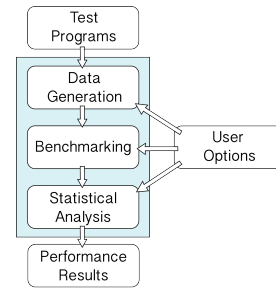 Test
Programs
Data
Generation
Benchmarking
User
Options
Statistical
Analysis
Performance
Results